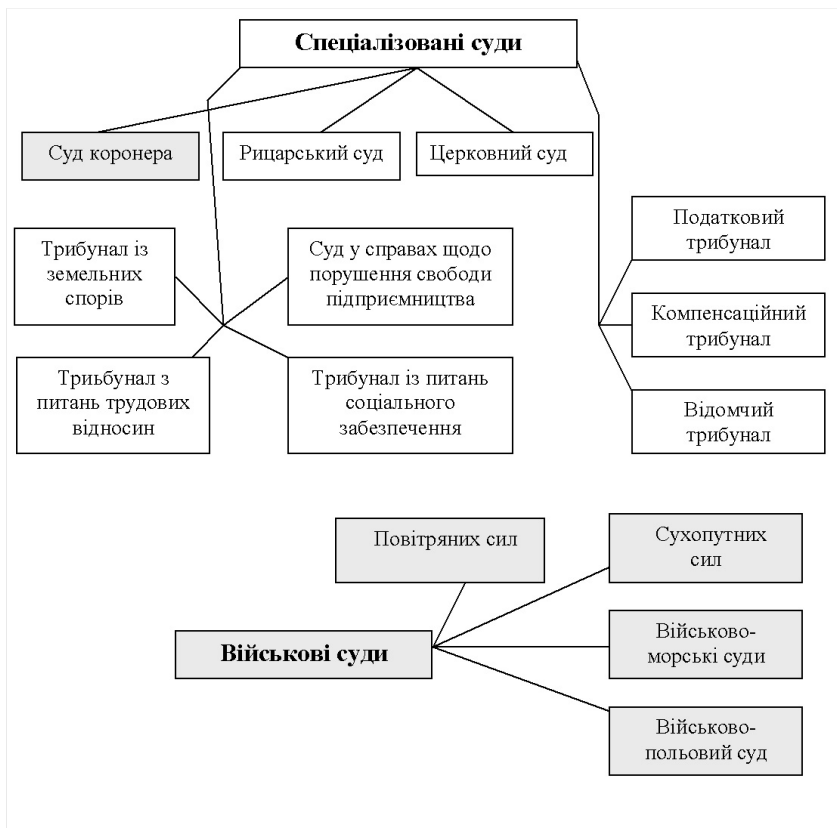 Спеціалізовані суди
Суд коронера
Рицарський суд
Церковний суд
Трибунал із
земельних
спорів
Суд у справах щодо
порушення свободи
підприємництва
Податковий
трибунал
Компенсаційний
трибунал
Триьбунал з
питань трудових
відносин
Трибунал із питань
соціального
забезпечення
Відомчий
трибунал
Повітряних сил
Сухопутних
сил
Військові суди
Військово-
морські суди
Військово-
польовий суд